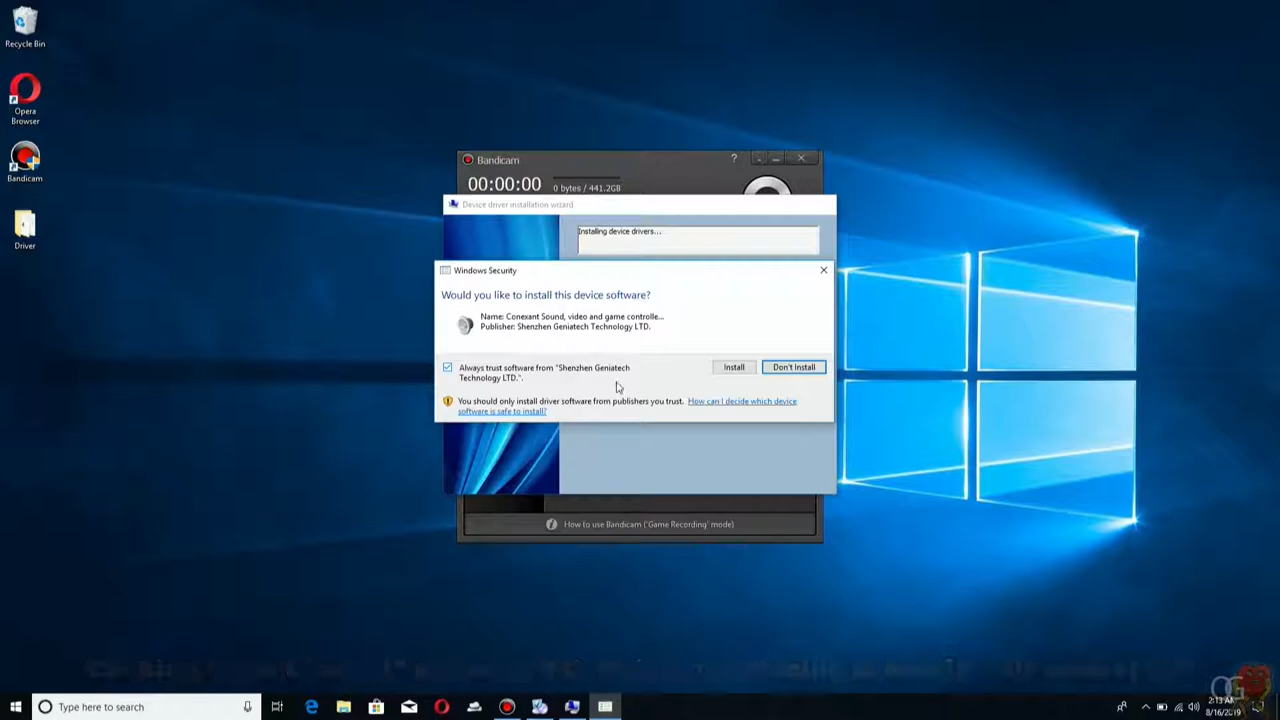 Recycle Bin
Opera
Browser
Bandicam
Driver
Bandicam
?
00:00:00
0 bytes / 441.2GB
Device driver installation wizard
Installing device drivers...
Windows Security
Would you like to install this device software?
Name: Conexant Sound, video and game controlle...
Publisher: Shenzhen Geniatech Technology LTD.
Always trust software from "Shenzhen Geniatech
Technology LTD.".
Install
Don't Install
You should only install driver software from publishers you trust. How can I decide which device
software is safe to install?
How to use Bandicam ('Game Recording' mode)
Type here to search
OG
2:13 AM
8/16/2019